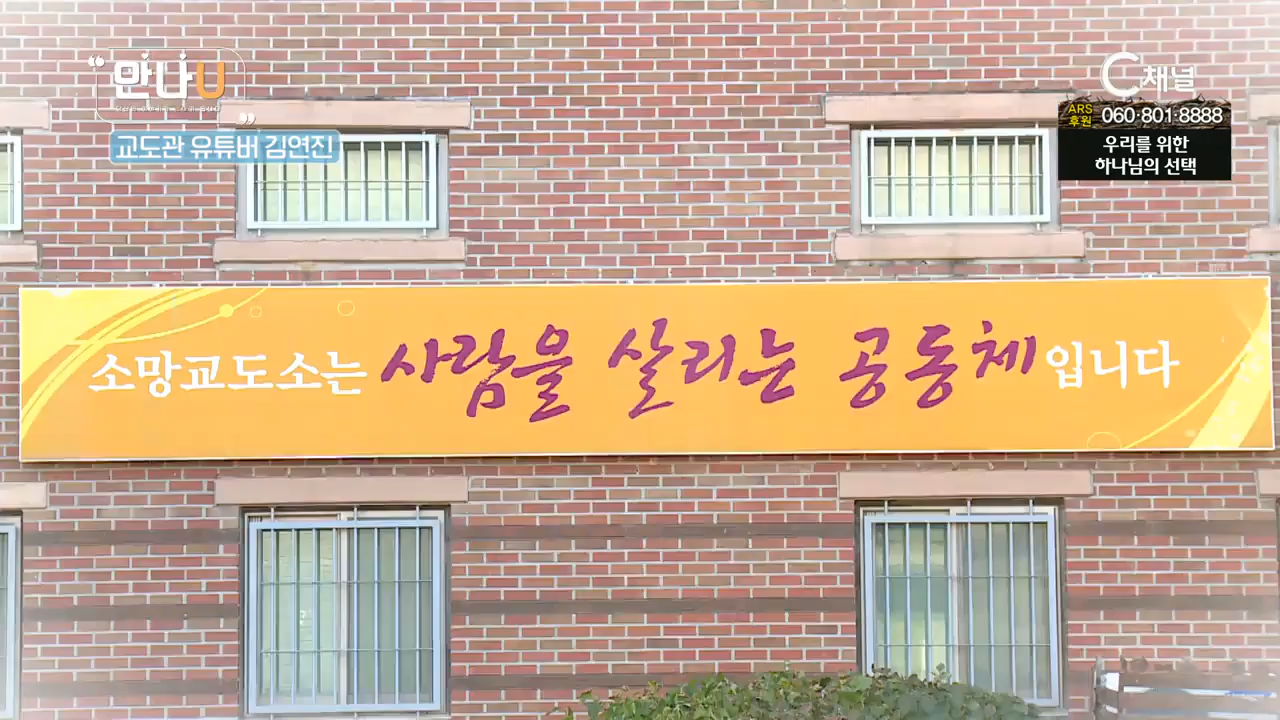 만나U
교도관 유튜버 김연진
C채널
ARS
후원
060·801·8888
우리를 위한
하나님의 선택
소망교도소는 사람을 살리는 공동체입니다